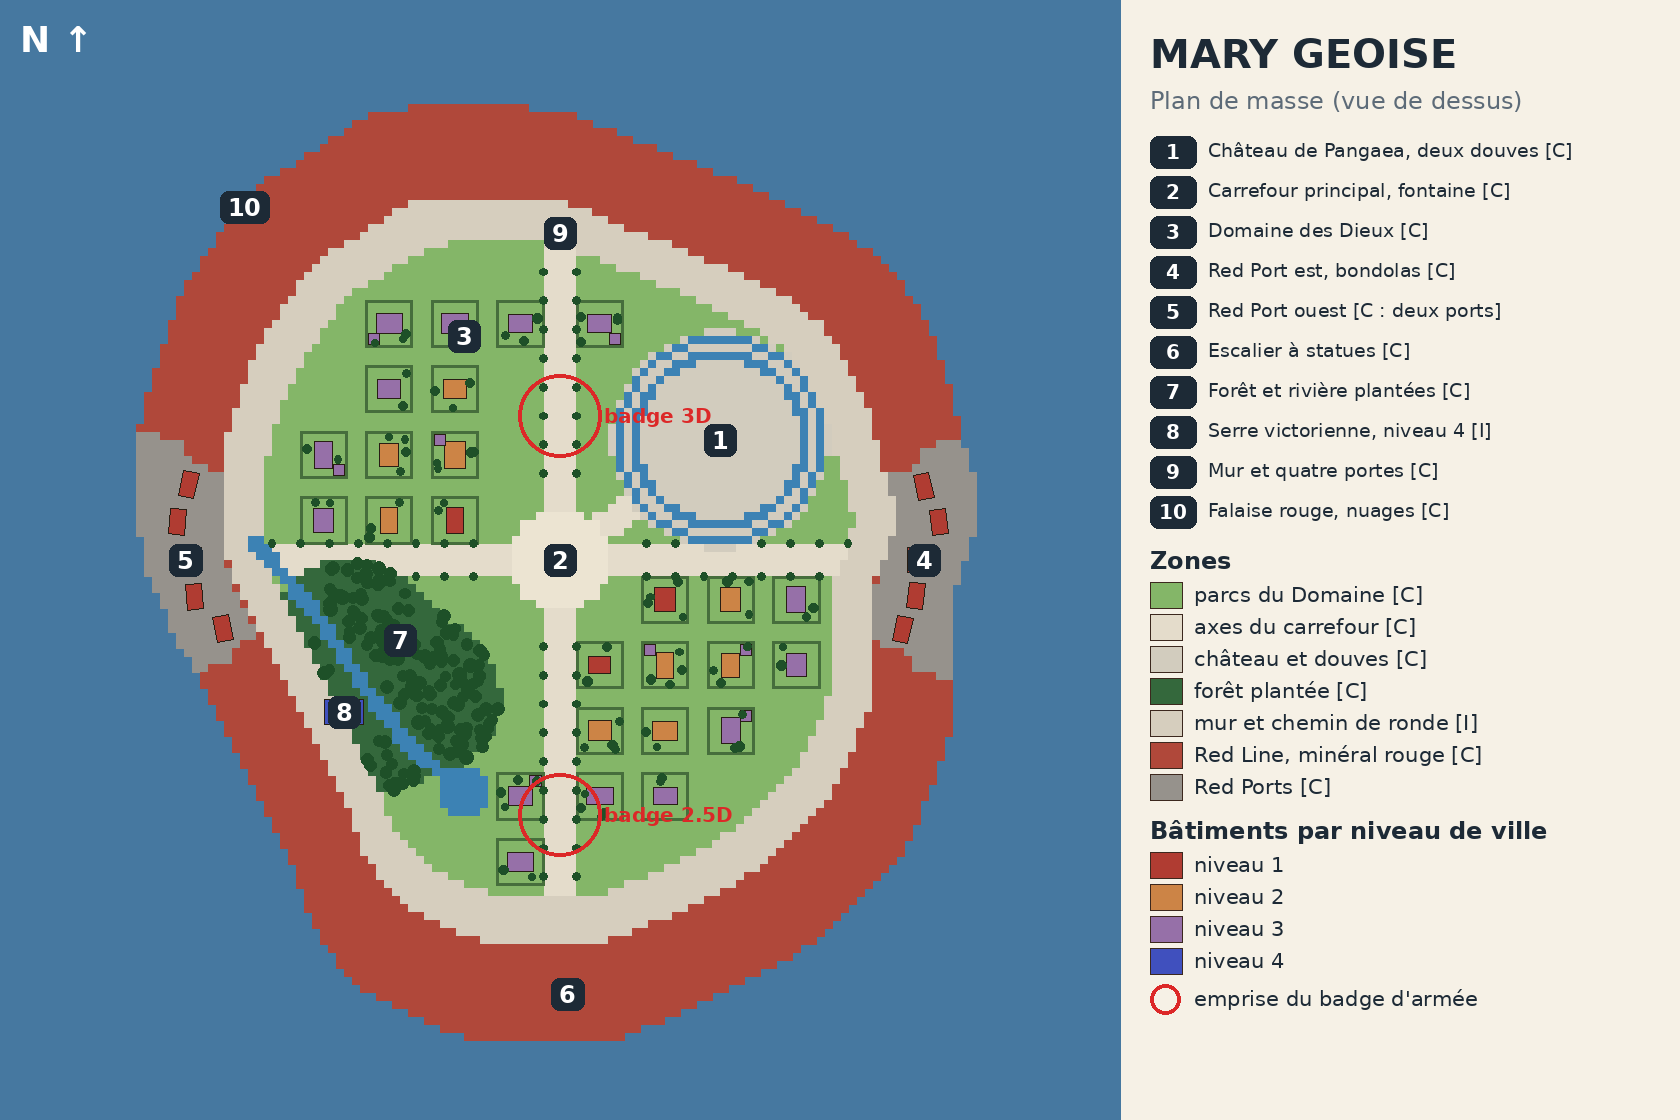 N ↑
10
9
3
badge 3D
1
5
2
4
7
8
badge 2.5D
6
MARY GEOISE
Plan de masse (vue de dessus)
1 Château de Pangaea, deux douves [C]
2 Carrefour principal, fontaine [C]
3 Domaine des Dieux [C]
4 Red Port est, bondolas [C]
5 Red Port ouest [C : deux ports]
6 Escalier à statues [C]
7 Forêt et rivière plantées [C]
8 Serre victorienne, niveau 4 [I]
9 Mur et quatre portes [C]
10 Falaise rouge, nuages [C]
Zones
parcs du Domaine [C]
axes du carrefour [C]
château et douves [C]
forêt plantée [C]
mur et chemin de ronde [I]
Red Line, minéral rouge [C]
Red Ports [C]
Bâtiments par niveau de ville
niveau 1
niveau 2
niveau 3
niveau 4
emprise du badge d'armée